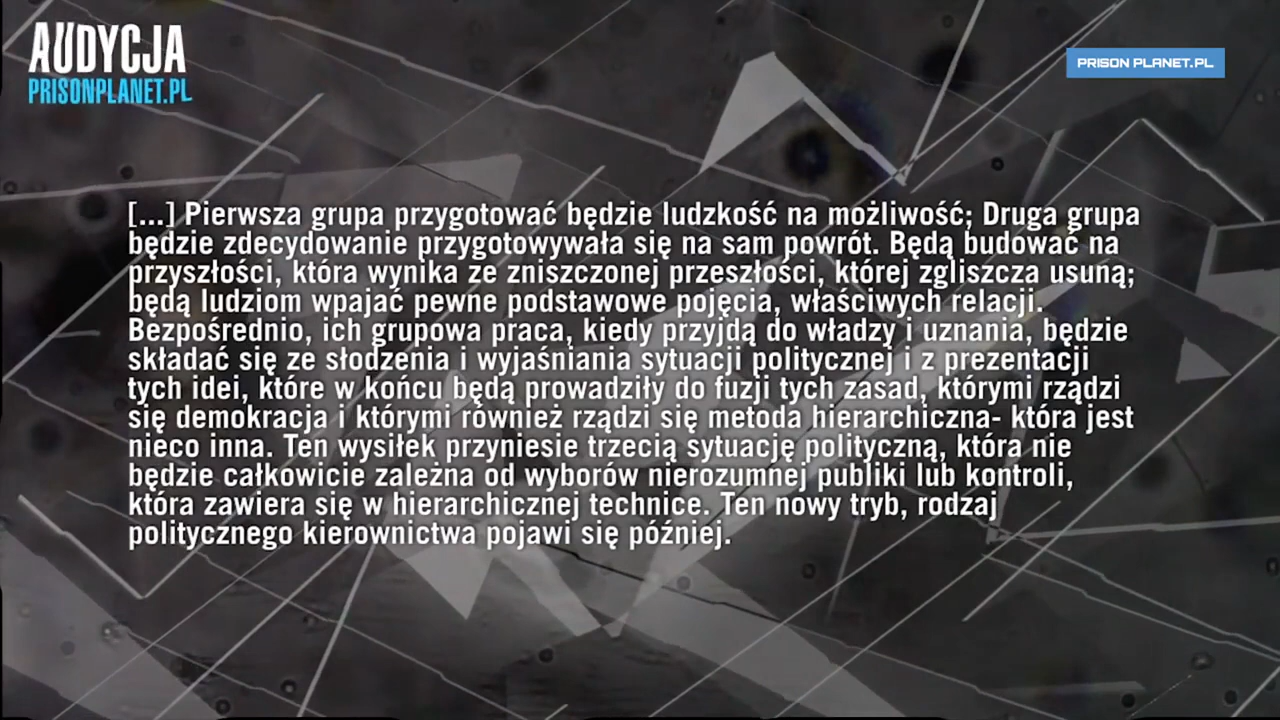 AUDYCJA
PRISONPLANET.PL
PRISON PLANET.PL
[...] Pierwsza grupa przygotować będzie ludzkość na możliwość; Druga grupa
będzie zdecydowanie przygotowywała się na sam powrót. Będą budować na
przyszłości, która wynika ze zniszczonej przeszłości, której zgliszcza usuną;
będą ludziom wpajać pewne podstawowe pojęcia, właściwych relacji.
Bezpośrednio, ich grupowa praca, kiedy przyjdą do władzy i uznania, będzie
składać się ze słodzenia i wyjaśniania sytuacji politycznej i z prezentacji
tych idei, które w końcu będą prowadziły do fuzji tych zasad, którymi rządzi
się demokracja i którymi również rządzi się metoda hierarchiczna- która jest
nieco inna. Ten wysiłek przyniesie trzecią sytuację polityczną, która nie
będzie całkowicie zależna od wyborów nierozumnej publiki lub kontroli,
która zawiera się w hierarchicznej technice. Ten nowy tryb, rodzaj
politycznego kierownictwa pojawi się później.